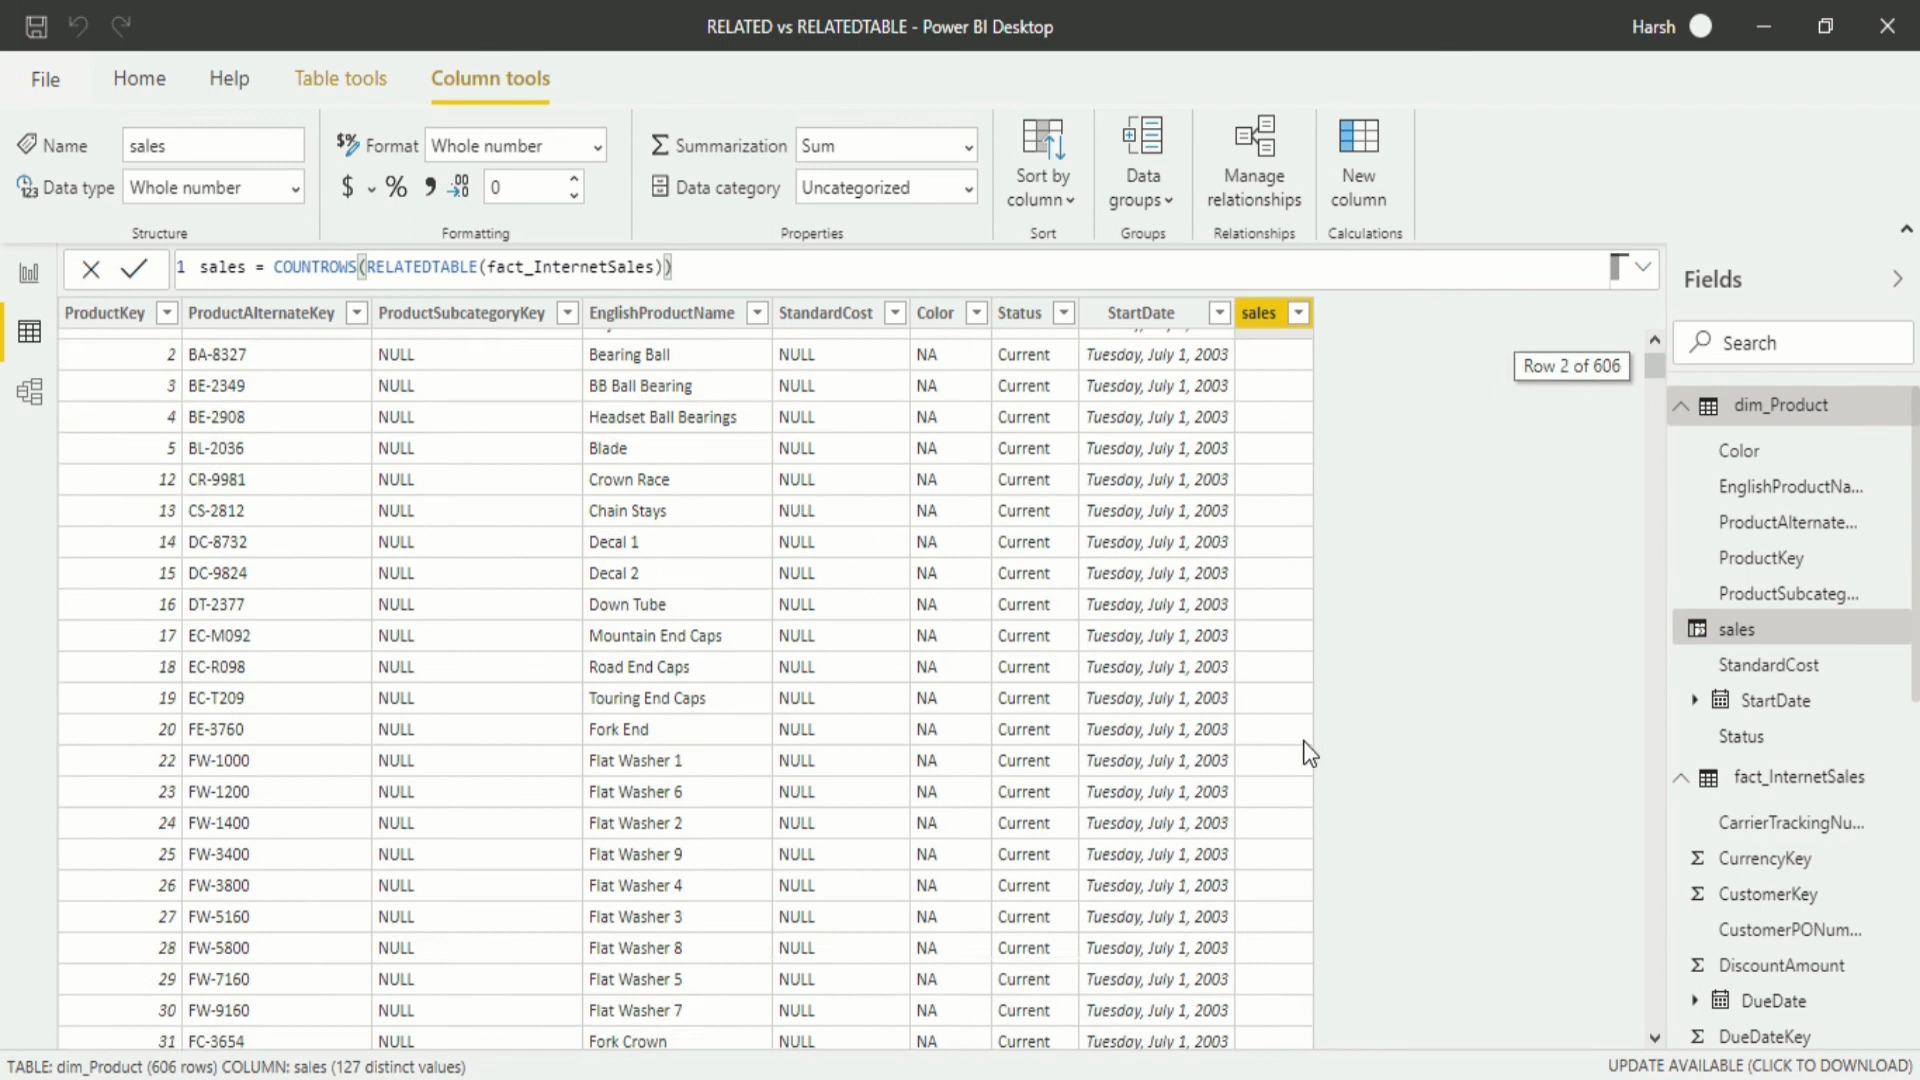 RELATED vs RELATEDTABLE - Power BI Desktop
Harsh
File
Home
Help
Table tools
Column tools
Name
sales
Data type
Whole number
Structure
$% Format
Whole number
$ % 0
Formatting
Summarization
Sum
Data category
Uncategorized
Properties
Sort by
column
Sort
Data
groups
Groups
Manage
relationships
Relationships
New
column
Calculations
1 sales = COUNTROWS(RELATEDTABLE(fact_InternetSales))
ProductKey ProductAlternateKey ProductSubcategoryKey EnglishProductName StandardCost Color Status StartDate sales
2 BA-8327 NULL Bearing Ball NULL NA Current Tuesday, July 1, 2003
3 BE-2349 NULL BB Ball Bearing NULL NA Current Tuesday, July 1, 2003
4 BE-2908 NULL Headset Ball Bearings NULL NA Current Tuesday, July 1, 2003
5 BL-2036 NULL Blade NULL NA Current Tuesday, July 1, 2003
12 CR-9981 NULL Crown Race NULL NA Current Tuesday, July 1, 2003
13 CS-2812 NULL Chain Stays NULL NA Current Tuesday, July 1, 2003
14 DC-8732 NULL Decal 1 NULL NA Current Tuesday, July 1, 2003
15 DC-9824 NULL Decal 2 NULL NA Current Tuesday, July 1, 2003
16 DT-2377 NULL Down Tube NULL NA Current Tuesday, July 1, 2003
17 EC-M092 NULL Mountain End Caps NULL NA Current Tuesday, July 1, 2003
18 EC-R098 NULL Road End Caps NULL NA Current Tuesday, July 1, 2003
19 EC-T209 NULL Touring End Caps NULL NA Current Tuesday, July 1, 2003
20 FE-3760 NULL Fork End NULL NA Current Tuesday, July 1, 2003
22 FW-1000 NULL Flat Washer 1 NULL NA Current Tuesday, July 1, 2003
23 FW-1200 NULL Flat Washer 6 NULL NA Current Tuesday, July 1, 2003
24 FW-1400 NULL Flat Washer 2 NULL NA Current Tuesday, July 1, 2003
25 FW-3400 NULL Flat Washer 9 NULL NA Current Tuesday, July 1, 2003
26 FW-3800 NULL Flat Washer 4 NULL NA Current Tuesday, July 1, 2003
27 FW-5160 NULL Flat Washer 3 NULL NA Current Tuesday, July 1, 2003
28 FW-5800 NULL Flat Washer 8 NULL NA Current Tuesday, July 1, 2003
29 FW-7160 NULL Flat Washer 5 NULL NA Current Tuesday, July 1, 2003
30 FW-9160 NULL Flat Washer 7 NULL NA Current Tuesday, July 1, 2003
31 FC-3654 NULL Fork Crown NULL NA Current Tuesday, July 1, 2003
Row 2 of 606
Fields
Search
dim_Product
Color
EnglishProductNa...
ProductAlternate...
ProductKey
ProductSubcateg...
sales
StandardCost
StartDate
Status
fact_InternetSales
CarrierTrackingNu...
Σ CurrencyKey
Σ CustomerKey
CustomerPONum...
Σ DiscountAmount
DueDate
Σ DueDateKey
TABLE: dim_Product (606 rows) COLUMN: sales (127 distinct values)
UPDATE AVAILABLE (CLICK TO DOWNLOAD)